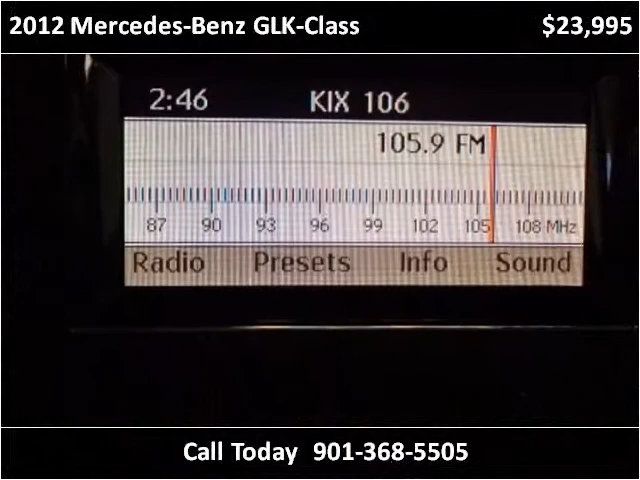 2012 Mercedes-Benz GLK-Class $23,995
2:46 KIX 106
105.9 FM
87 90 93 96 99 102 105 108 MHz
Radio Presets Info Sound
Call Today 901-368-5505